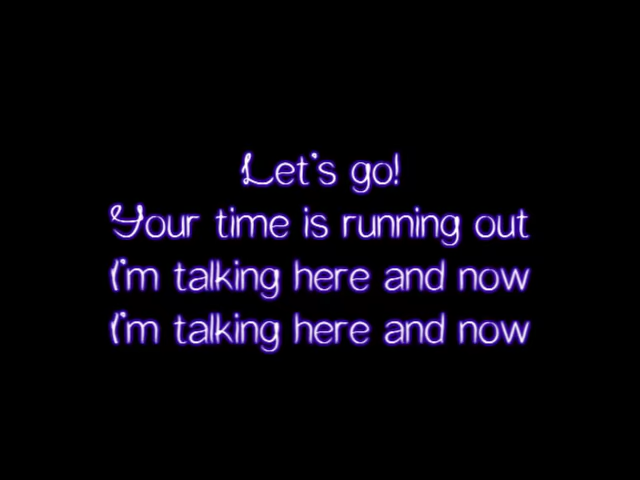 Let's go!
Your time is running out
I'm talking here and now
I'm talking here and now